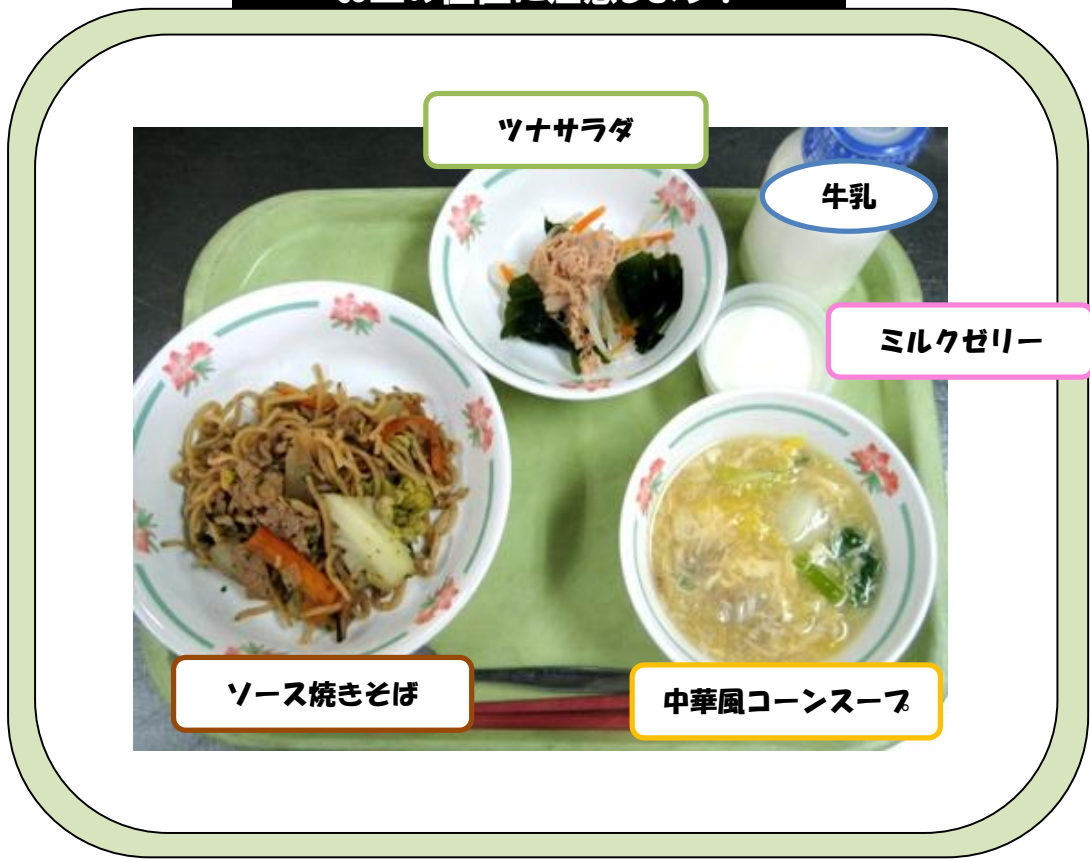 ツナサラダ
牛乳
ミルクゼリー
ソース焼きそば
中華風コーンスープ